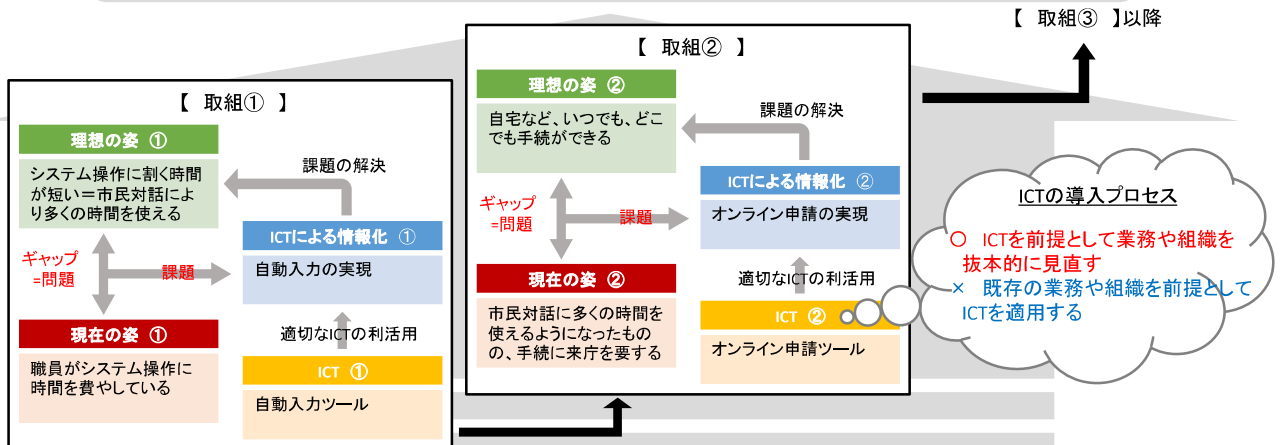 【 取組③ 】以降
【 取組① 】
理想の姿 ①
システム操作に割く時間
が短い＝市民対話によ
り多くの時間を使える
課題の解決
ギャップ
=問題
課題
ICTによる情報化 ①
自動入力の実現
現在の姿 ①
職員がシステム操作に
時間を費やしている
適切なICTの利活用
ICT ①
自動入力ツール
【 取組② 】
理想の姿 ②
自宅など、いつでも、どこ
でも手続ができる
課題の解決
ギャップ
=問題
課題
ICTによる情報化 ②
オンライン申請の実現
現在の姿 ②
市民対話に多くの時間を
使えるようになったもの
の、手続に来庁を要する
適切なICTの利活用
ICT ②
オンライン申請ツール
ICTの導入プロセス
○ ICTを前提として業務や組織を
抜本的に見直す
× 既存の業務や組織を前提として
ICTを適用する